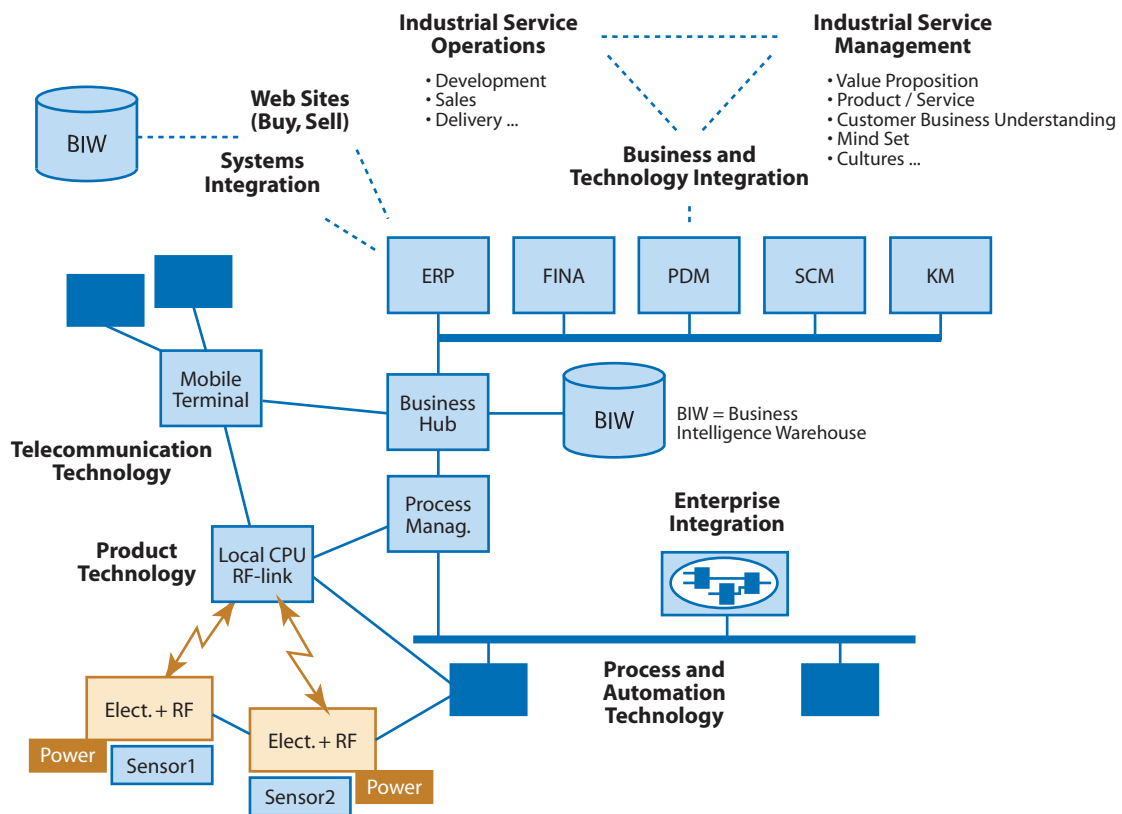 Industrial Service
Operations
• Development
• Sales
• Delivery ...
Industrial Service
Management
• Value Proposition
• Product / Service
• Customer Business Understanding
• Mind Set
• Cultures ...
BIW
Web Sites
(Buy, Sell)
Systems
Integration
Business and
Technology Integration
ERP
FINA
PDM
SCM
KM
Mobile
Terminal
Business
Hub
BIW
BIW = Business
Intelligence Warehouse
Telecommunication
Technology
Process
Manag.
Enterprise
Integration
Product
Technology
Local CPU
RF-link
Process and
Automation
Technology
Elect. + RF
Power
Sensor1
Elect. + RF
Power
Sensor2